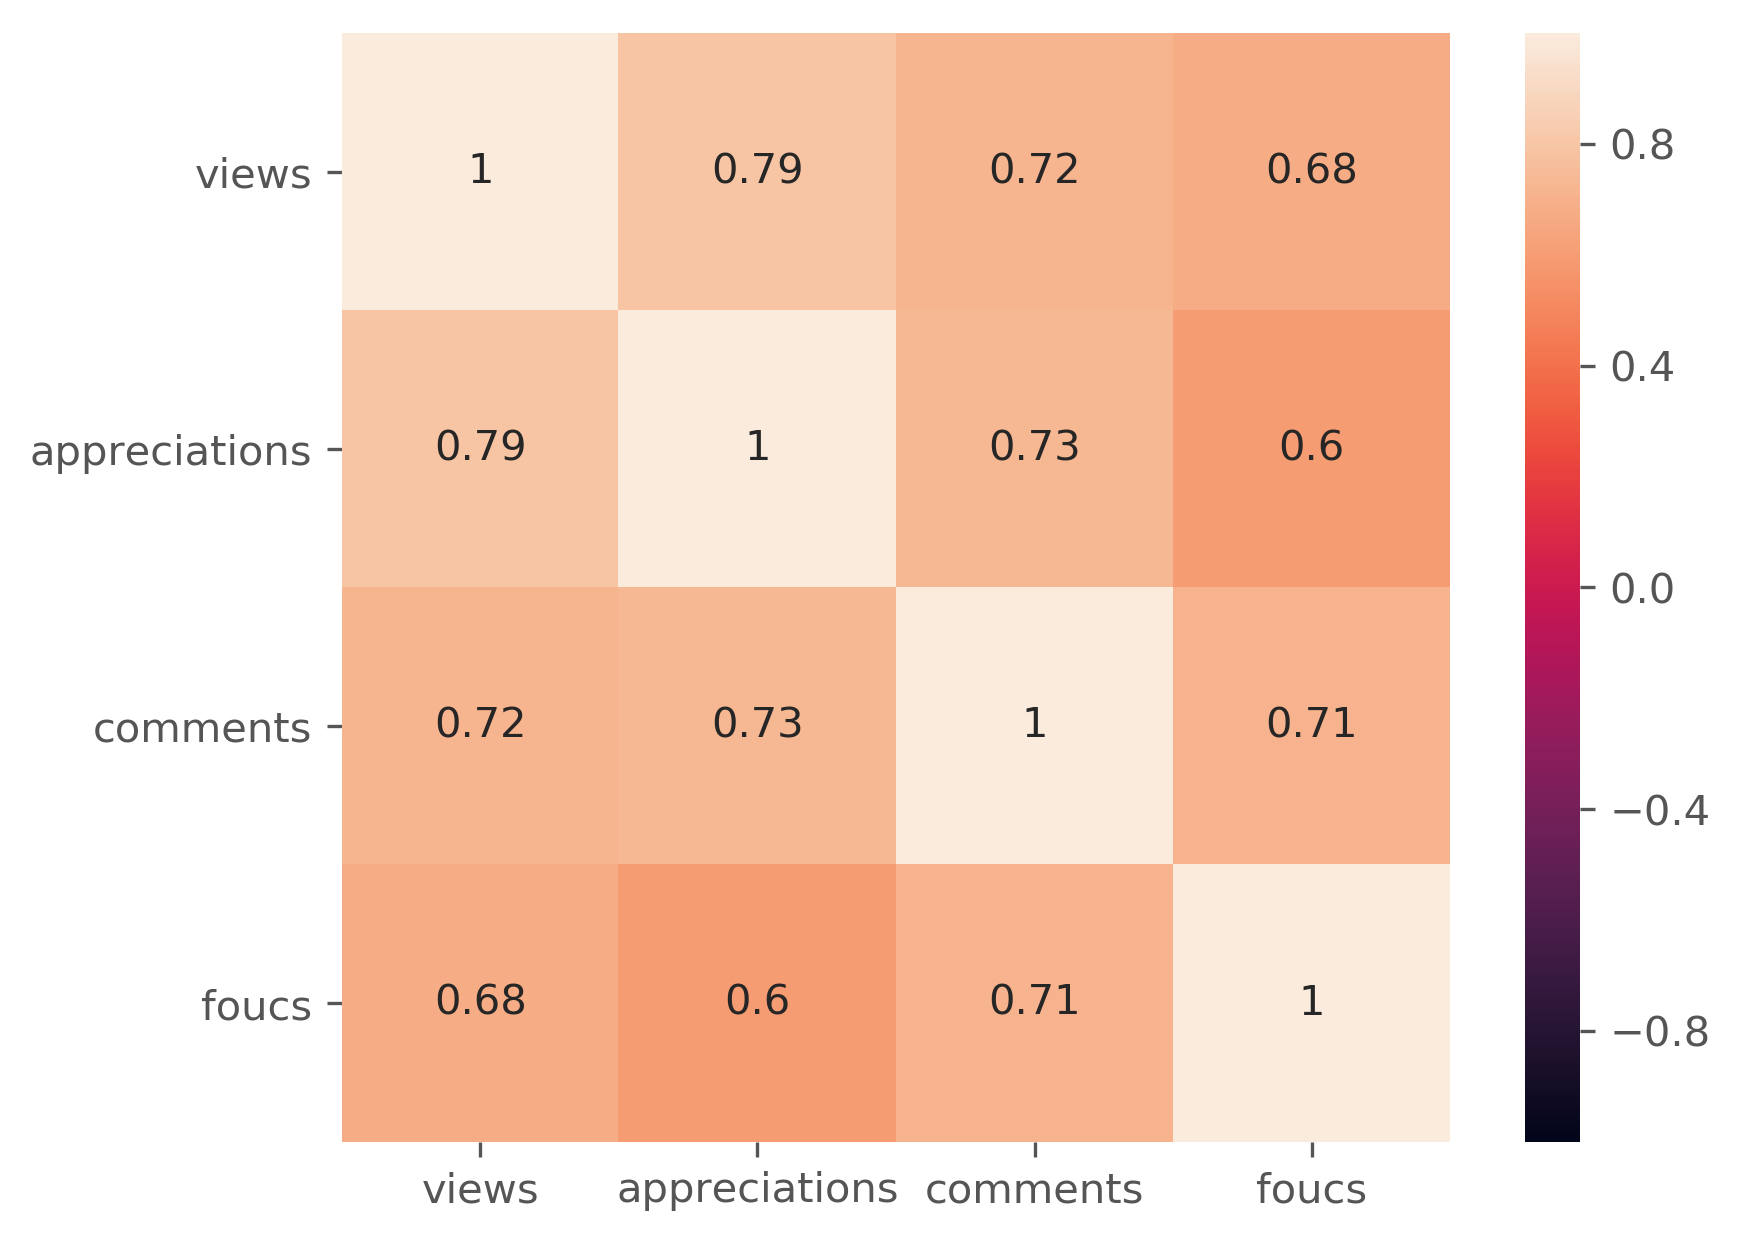 views 1 0.79 0.72 0.68
appreciations 0.79 1 0.73 0.6
comments 0.72 0.73 1 0.71
foucs 0.68 0.6 0.71 1
views appreciations comments foucs
0.8
0.4
0.0
−0.4
−0.8